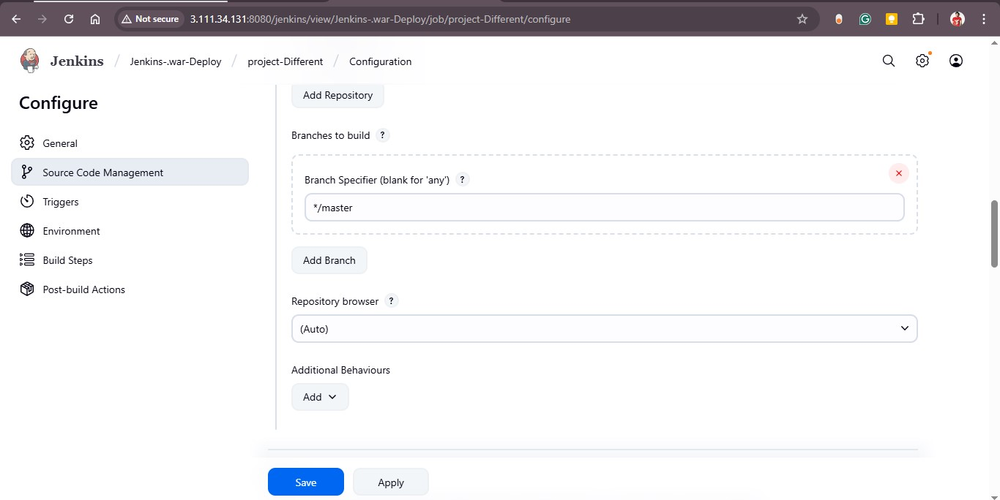 Not secure 3.111.34.131:8080/jenkins/view/Jenkins-.war-Deploy/job/project-Different/configure
Jenkins / Jenkins-.war-Deploy / project-Different / Configuration
Configure
General
Source Code Management
Triggers
Environment
Build Steps
Post-build Actions
Add Repository
Branches to build ?
Branch Specifier (blank for 'any') ?
*/master
Add Branch
Repository browser ?
(Auto)
Additional Behaviours
Add
Save Apply